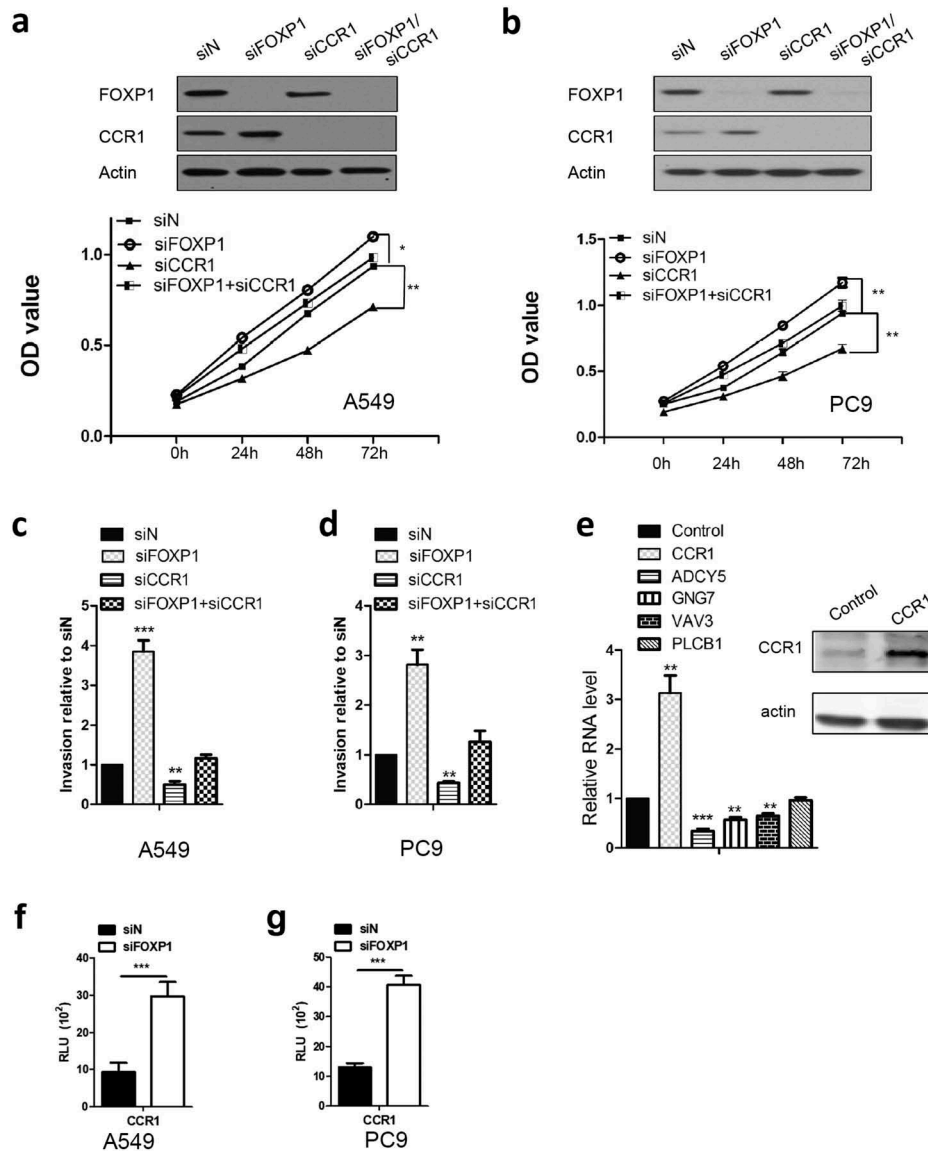 a
siN
siFOXP1
siCCR1
siFOXP1/
siCCR1
FOXP1
CCR1
Actin
siN
siFOXP1
siCCR1
siFOXP1+siCCR1
*
**
1.0
0.5
0.0
OD value
A549
0h 24h 48h 72h
b
siN
siFOXP1
siCCR1
siFOXP1/
siCCR1
FOXP1
CCR1
Actin
siN
siFOXP1
siCCR1
siFOXP1+siCCR1
**
**
1.5
1.0
0.5
0.0
OD value
PC9
0h 24h 48h 72h
c
siN
siFOXP1
siCCR1
siFOXP1+siCCR1
Invasion relative to siN
5
4
3
2
1
0
***
**
A549
d
siN
siFOXP1
siCCR1
siFOXP1+siCCR1
Invasion relative to siN
4
3
2
1
0
**
**
PC9
e
Control
CCR1
ADCY5
GNG7
VAV3
PLCB1
Relative RNA level
4
3
2
1
0
**
***
**
**
Control
CCR1
CCR1
actin
f
siN
siFOXP1
***
RLU (10²)
40
30
20
10
0
CCR1
A549
g
siN
siFOXP1
***
RLU (10²)
50
40
30
20
10
0
CCR1
PC9